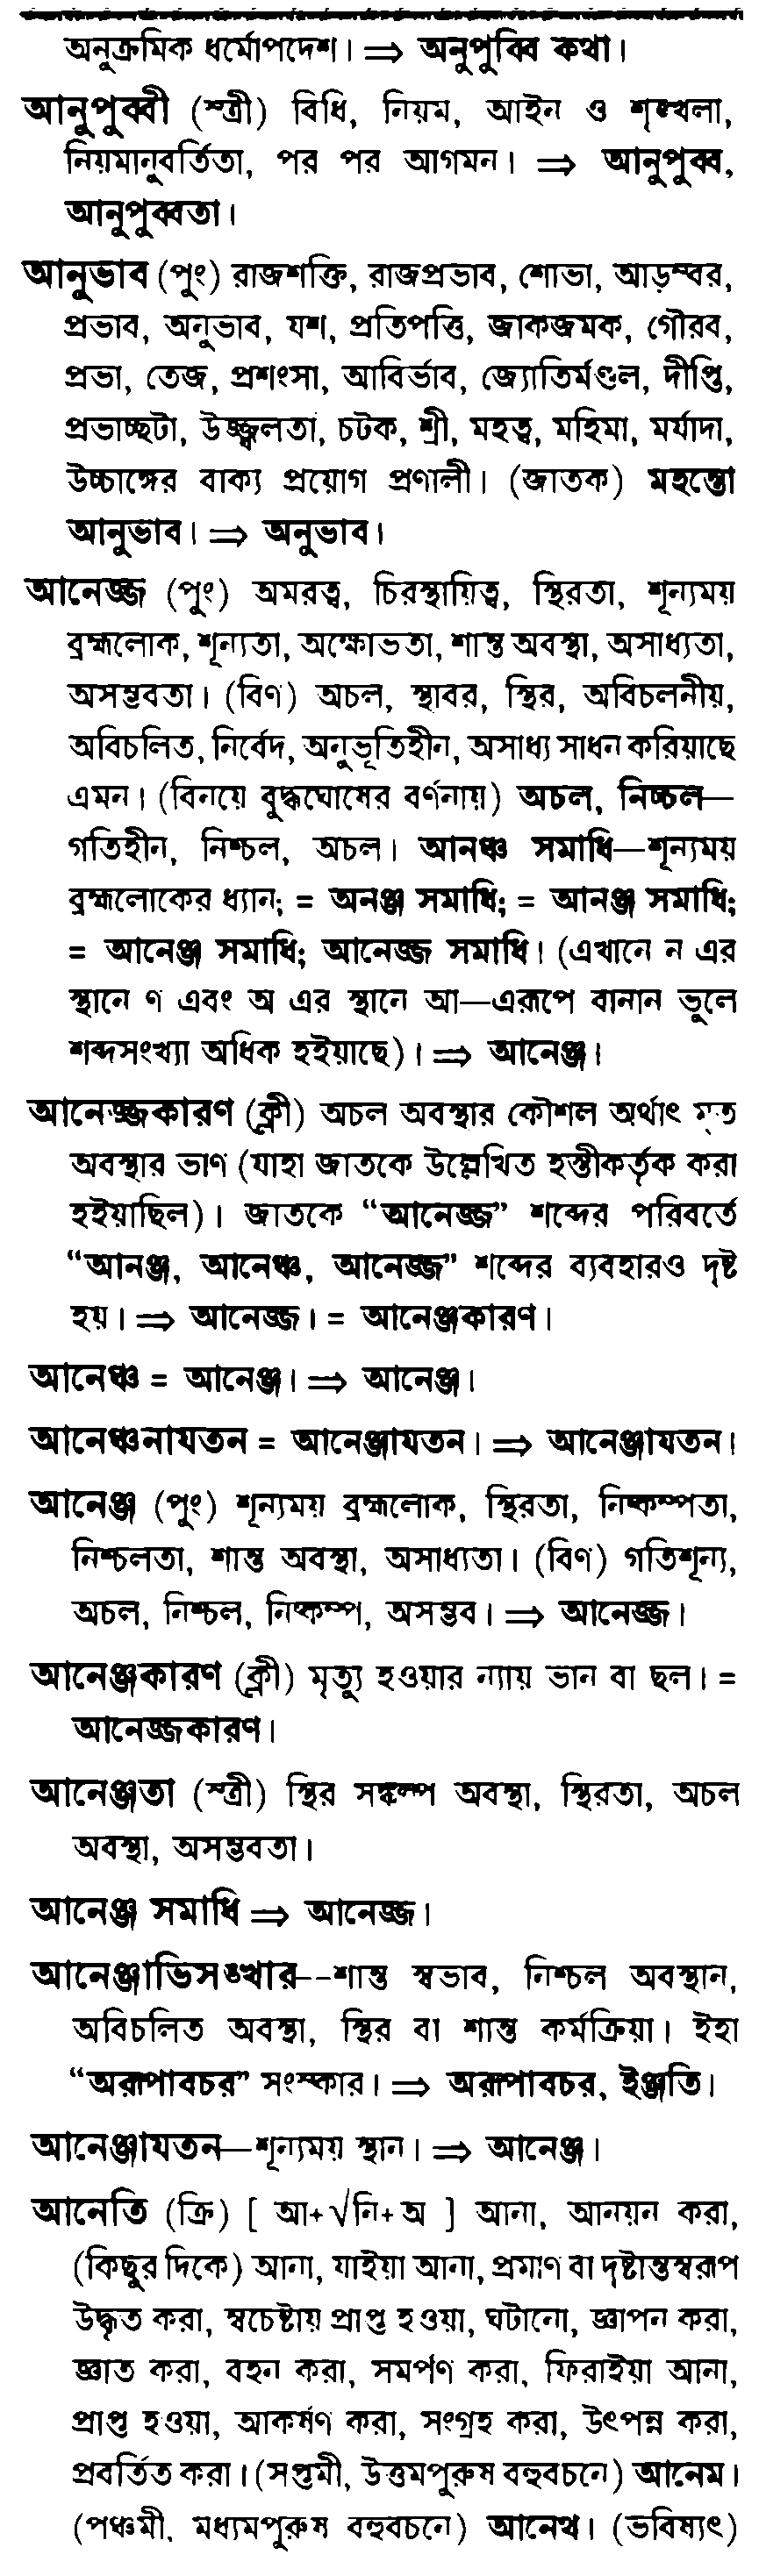 অনুক্রমিক ধর্মোপদেশ। ⇒ অনুপুব্বি কথা।
আনুপুব্বী (স্ত্রী) বিধি, নিয়ম, আইন ও শৃঙ্খলা,
নিয়মানুবর্তিতা, পর পর আগমন। ⇒ আনুপুব্ব,
আনুপুব্বতা।
আনুভাব (পুং) রাজশক্তি, রাজপ্রভাব, শোভা, আড়ম্বর,
প্রভাব, অনুভাব, যশ, প্রতিপত্তি, জাকজমক, গৌরব,
প্রভা, তেজ, প্রশংসা, আবির্ভাব, জ্যোতির্মণ্ডল, দীপ্তি,
প্রভাচ্ছটা, উজ্জ্বলতা, চটক, শ্রী, মহত্ব, মহিমা, মর্যাদা,
উচ্চাঙ্গের বাক্য প্রয়োগ প্রণালী। (জাতক) মহন্তো
আনুভাব। ⇒ অনুভাব।
আনেজ্জ (পুং) অমরত্ব, চিরস্থায়িত্ব, স্থিরতা, শূন্যময়
ব্রহ্মলোক, শূন্যতা, অক্ষোভতা, শান্ত অবস্থা, অসাধ্যতা,
অসম্ভবতা। (বিণ) অচল, স্থাবর, স্থির, অবিচলনীয়,
অবিচলিত, নির্বেদ, অনুভূতিহীন, অসাধ্য সাধন করিয়াছে
এমন। (বিনয়ে বুদ্ধঘোষের বর্ণনায়) অচল, নিচ্চল—
গতিহীন, নিশ্চল, অচল। আনঞ্চ সমাধি—শূন্যময়
ব্রহ্মলোকের ধ্যান; = অনঞ্জ সমাধি; = আনঞ্জ সমাধি;
= আনেঞ্জ সমাধি; আনেজ্জ সমাধি। (এখানে ন এর
স্থানে ণ এবং অ এর স্থানে আ—এরূপে বানান ভুলে
শব্দসংখ্যা অধিক হইয়াছে)। ⇒ আনেঞ্জ।
আনেজ্জকারণ (ক্লী) অচল অবস্থার কৌশল অর্থাৎ মৃত
অবস্থার ভাণ (যাহা জাতকে উল্লেখিত হস্তীকর্তৃক করা
হইয়াছিল)। জাতকে “আনেজ্জ” শব্দের পরিবর্তে
“আনঞ্জ, আনেঞ্চ, আনেজ্জ” শব্দের ব্যবহারও দৃষ্ট
হয়। ⇒ আনেজ্জ। = আনেঞ্জকারণ।
আনেঞ্চ = আনেঞ্জ। ⇒ আনেঞ্জ।
আনেঞ্চনাযতন = আনেঞ্জাযতন। ⇒ আনেঞ্জাযতন।
আনেঞ্জ (পুং) শূন্যময় ব্রহ্মলোক, স্থিরতা, নিষ্কম্পতা,
নিশ্চলতা, শান্ত অবস্থা, অসাধ্যতা। (বিণ) গতিশূন্য,
অচল, নিশ্চল, নিষ্কম্প, অসম্ভব। ⇒ আনেজ্জ।
আনেঞ্জকারণ (ক্লী) মৃত্যু হওয়ার ন্যায় ভান বা ছল। =
আনেজ্জকারণ।
আনেঞ্জতা (স্ত্রী) স্থির সঙ্কল্প অবস্থা, স্থিরতা, অচল
অবস্থা, অসম্ভবতা।
আনেঞ্জ সমাধি ⇒ আনেজ্জ।
আনেঞ্জাভিসঙ্খার--শান্ত স্বভাব, নিশ্চল অবস্থান,
অবিচলিত অবস্থা, স্থির বা শান্ত কর্মক্রিয়া। ইহা
“অরূপাবচর” সংস্কার। ⇒ অরূপাবচর, ইঞ্জতি।
আনেঞ্জাযতন—শূন্যময় স্থান। ⇒ আনেঞ্জ।
আনেতি (ক্রি) [ আ+√নি+অ ] আনা, আনয়ন করা,
(কিছুর দিকে) আনা, যাইয়া আনা, প্রমাণ বা দৃষ্টান্তস্বরূপ
উদ্ধৃত করা, স্বচেষ্টায় প্রাপ্ত হওয়া, ঘটানো, জ্ঞাপন করা,
জ্ঞাত করা, বহন করা, সমর্পণ করা, ফিরাইয়া আনা,
প্রাপ্ত হওয়া, আকর্ষণ করা, সংগ্রহ করা, উৎপন্ন করা,
প্রবর্তিত করা। (সপ্তমী, উত্তমপুরুষ বহুবচনে) আনেম।
(পঞ্চমী, মধ্যমপুরুষ বহুবচনে) আনেথ। (ভবিষ্যৎ)